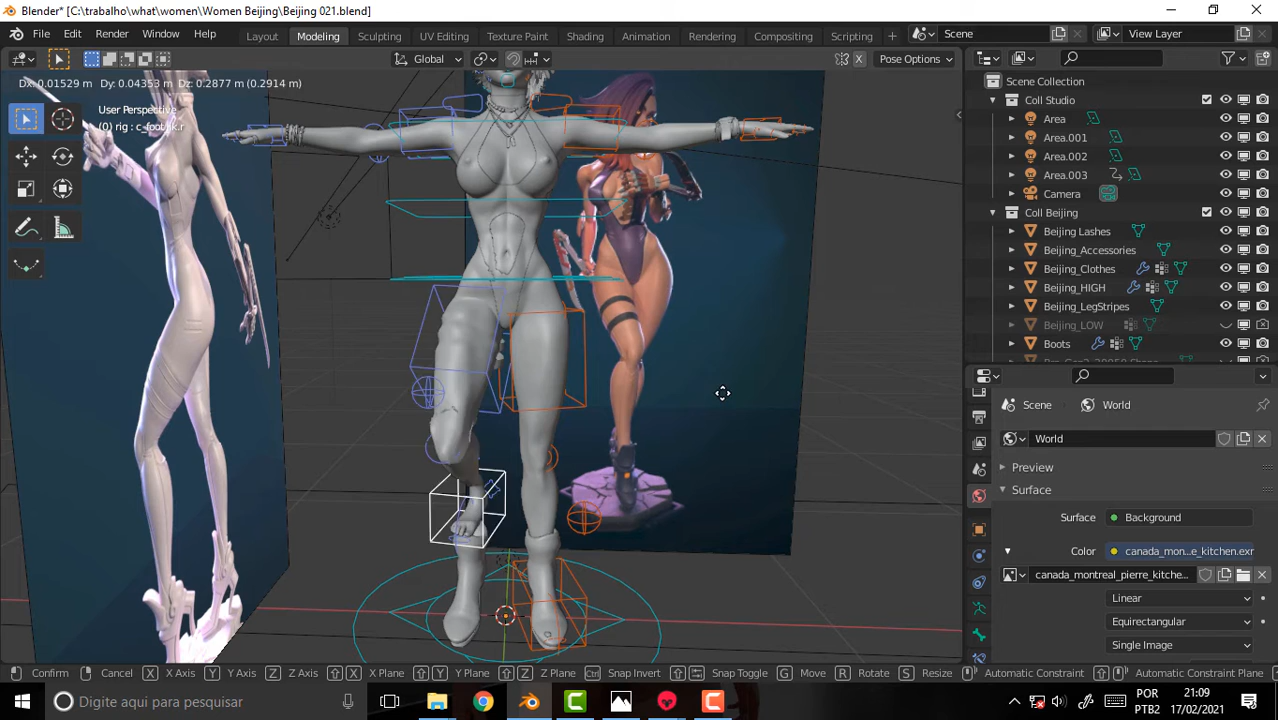 Blender* [C:\trabalho\what\women\Women Beijing\Beijing 021.blend]
File Edit Render Window Help Layout Modeling Sculpting UV Editing Texture Paint Shading Animation Rendering Compositing Scripting + Scene View Layer
Global X Pose Options
Dx: 0.01529 m Dy: 0.04353 m Dz: 0.2877 m (0.2914 m)
User Perspective
(0) rig : c-foot_ik.r
Scene Collection
Coll Studio
Area
Area.001
Area.002
Area.003
Camera
Coll Beijing
Beijing Lashes
Beijing_Accessories
Beijing_Clothes
Beijing_HIGH
Beijing_LegStripes
Beijing_LOW
Boots
Scene > World
World
Preview
Surface
Surface Background
Color canada_mon...e_kitchen.exr
canada_montreal_pierre_kitche...
Linear
Equirectangular
Single Image
Confirm Cancel X X Axis Y Y Axis Z Z Axis X X Plane Y Y Plane Z Z Plane Ctrl Snap Invert Snap Toggle G Move R Rotate S Resize Automatic Constraint Automatic Constraint Plane
Digite aqui para pesquisar
POR
PTB2
21:09
17/02/2021